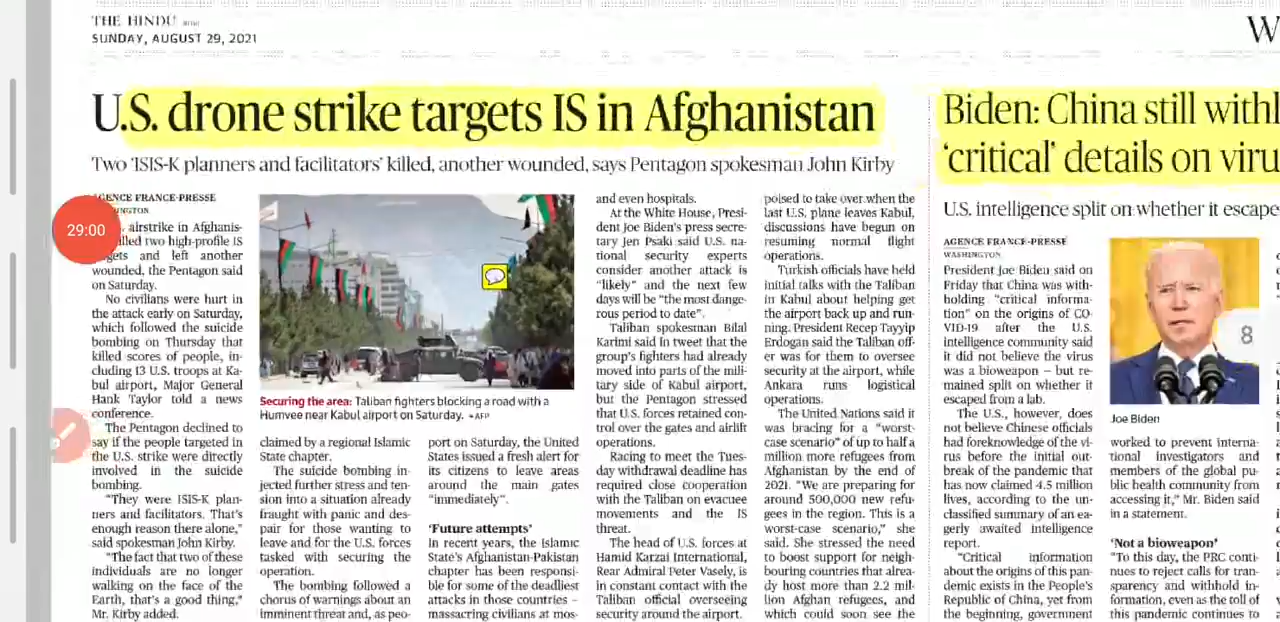 THE HINDU
SUNDAY, AUGUST 29, 2021
W
U.S. drone strike targets IS in Afghanistan
Two 'ISIS-K planners and facilitators' killed, another wounded, says Pentagon spokesman John Kirby
29:00
AGENCE FRANCE-PRESSE
airstrike in Afghanis-
two high-profile IS
and left another
wounded, the Pentagon said
on Saturday.
No civilians were hurt in
the attack early on Saturday,
which followed the suicide
bombing on Thursday that
killed scores of people, in-
cluding 13 U.S. troops at Ka-
bul airport, Major General
Hank Taylor told a news
conference.
The Pentagon declined to
say if the people targeted in
the U.S. strike were directly
involved in the suicide
bombing.
"They were ISIS-K plan-
ners and facilitators. That's
enough reason there alone,"
said spokesman John Kirby.
"The fact that two of these
individuals are no longer
walking on the face of the
Earth, that's a good thing,"
Mr. Kirby added.
Securing the area: Taliban fighters blocking a road with a
Humvee near Kabul airport on Saturday. • AFP
claimed by a regional Islamic
State chapter.
The suicide bombing in-
jected further stress and ten-
sion into a situation already
fraught with panic and des-
pair for those wanting to
leave and for the U.S. forces
tasked with securing the
operation.
The bombing followed a
chorus of warnings about an
imminent threat and, as peo-
port on Saturday, the United
States issued a fresh alert for
its citizens to leave areas
around the main gates
"immediately".
'Future attempts'
In recent years, the Islamic
State's Afghanistan-Pakistan
chapter has been responsi-
ble for some of the deadliest
attacks in those countries –
massacring civilians at mos-
and even hospitals.
At the White House, Presi-
dent Joe Biden's press secre-
tary Jen Psaki said U.S. na-
tional security experts
consider another attack is
"likely" and the next few
days will be "the most dange-
rous period to date".
Taliban spokesman Bilal
Karimi said in tweet that the
group's fighters had already
moved into parts of the mili-
tary side of Kabul airport,
but the Pentagon stressed
that U.S. forces retained con-
trol over the gates and airlift
operations.
Racing to meet the Tues-
day withdrawal deadline has
required close cooperation
with the Taliban on evacuee
movements and the IS
threat.
The head of U.S. forces at
Hamid Karzai International,
Rear Admiral Peter Vasely, is
in constant contact with the
Taliban official overseeing
security around the airport.
poised to take over when the
last U.S. plane leaves Kabul,
discussions have begun on
resuming normal flight
operations.
Turkish officials have held
initial talks with the Taliban
in Kabul about helping get
the airport back up and run-
ning. President Recep Tayyip
Erdogan said the Taliban off-
er was for them to oversee
security at the airport, while
Ankara runs logistical
operations.
The United Nations said it
was bracing for a "worst-
case scenario" of up to half a
million more refugees from
Afghanistan by the end of
2021. "We are preparing for
around 500,000 new refu-
gees in the region. This is a
worst-case scenario," she
said. She stressed the need
to boost support for neigh-
bouring countries that alrea-
dy host more than 2.2 mil-
lion Afghan refugees, and
which could soon see the
Biden: China still withl
'critical' details on viru
U.S. intelligence split on whether it escape
AGENCE FRANCE-PRESSE
WASHINGTON
President Joe Biden said on
Friday that China was with-
holding "critical informa-
tion" on the origins of CO-
VID-19 after the U.S.
intelligence community said
it did not believe the virus
was a bioweapon – but re-
mained split on whether it
escaped from a lab.
The U.S., however, does
not believe Chinese officials
had foreknowledge of the vi-
rus before the initial out-
break of the pandemic that
has now claimed 4.5 million
lives, according to the un-
classified summary of an ea-
gerly awaited intelligence
report.
"Critical information
about the origins of this pan-
demic exists in the People's
Republic of China, yet from
the beginning, government
8
Joe Biden
worked to prevent interna-
tional investigators and
members of the global pu-
blic health community from
accessing it," Mr. Biden said
in a statement.
'Not a bioweapon'
"To this day, the PRC conti-
nues to reject calls for tran-
sparency and withhold in-
formation, even as the toll of
this pandemic continues to